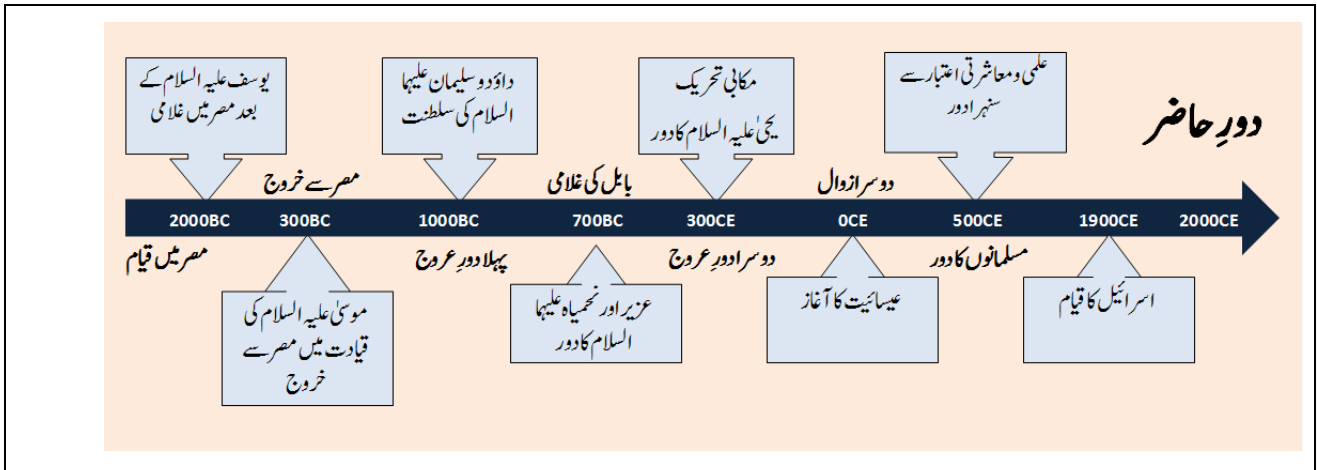 یوسف علیہ السلام کے
بعد مصر میں غلامی
داؤد و سلیمان علیہا
السلام کی سلطنت
مکابی تحریک
یحییٰ علیہ السلام کا دور
علمی و معاشرتی اعتبار سے
سنہرا دور
دورِ حاضر
مصر سے خروج
بابل کی غلامی
دوسرا زوال
2000BC
300BC
1000BC
700BC
300CE
0CE
500CE
1900CE
2000CE
مصر میں قیام
پہلا دورِ عروج
دوسرا دورِ عروج
مسلمانوں کا دور
موسیٰ علیہ السلام کی
قیادت میں مصر سے
خروج
عزیر اور نحمیاہ علیہا
السلام کا دور
عیسائیت کا آغاز
اسرائیل کا قیام